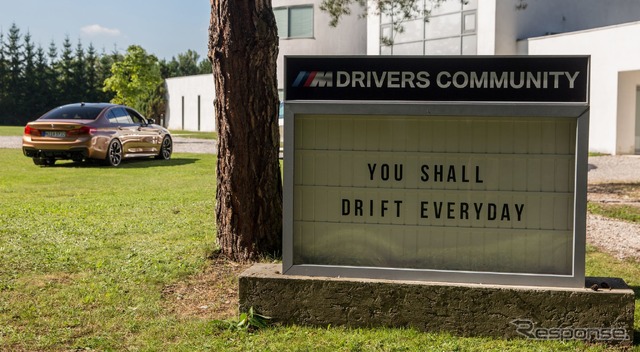 M DRIVERS COMMUNITY
YOU SHALL
DRIFT EVERYDAY
Response.